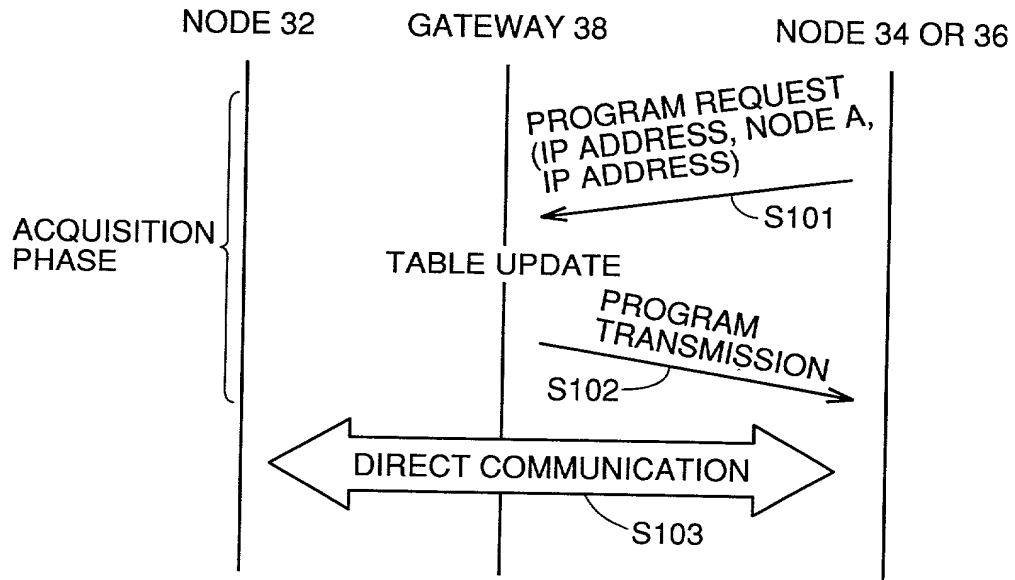 NODE 32
GATEWAY 38
NODE 34 OR 36
PROGRAM REQUEST
(IP ADDRESS, NODE A,
IP ADDRESS)
S101
ACQUISITION
PHASE
TABLE UPDATE
PROGRAM
TRANSMISSION
S102
DIRECT COMMUNICATION
S103